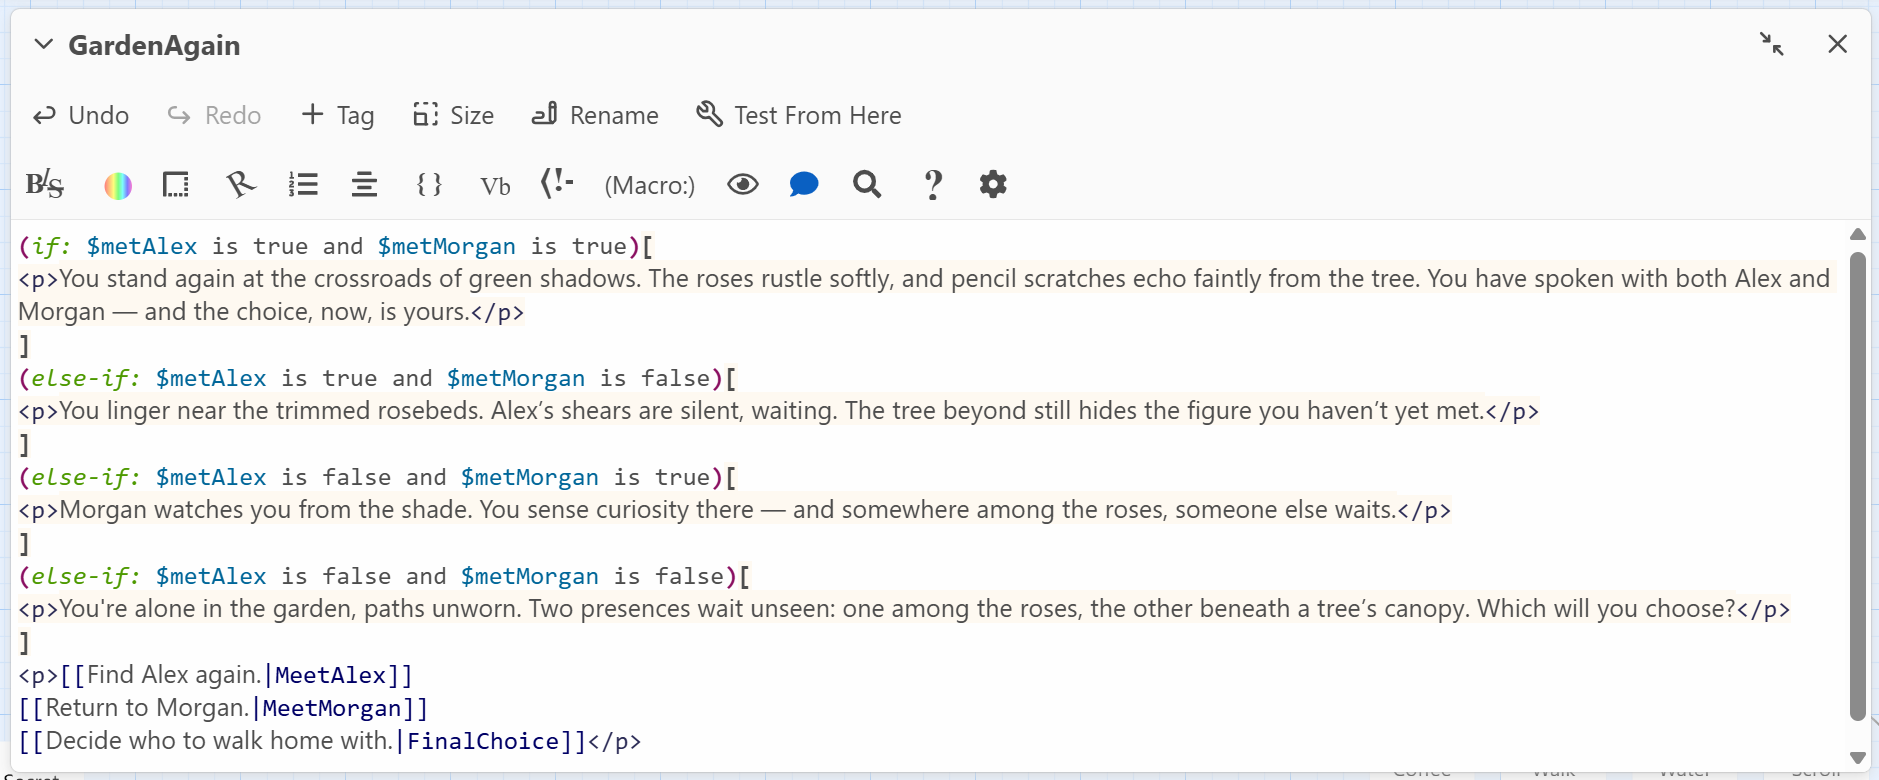 GardenAgain
Undo Redo Tag Size Rename Test From Here
B/S Vb (Macro:)
(if: $metAlex is true and $metMorgan is true)[
<p>You stand again at the crossroads of green shadows. The roses rustle softly, and pencil scratches echo faintly from the tree. You have spoken with both Alex and
Morgan — and the choice, now, is yours.</p>
]
(else-if: $metAlex is true and $metMorgan is false)[
<p>You linger near the trimmed rosebeds. Alex’s shears are silent, waiting. The tree beyond still hides the figure you haven’t yet met.</p>
]
(else-if: $metAlex is false and $metMorgan is true)[
<p>Morgan watches you from the shade. You sense curiosity there — and somewhere among the roses, someone else waits.</p>
]
(else-if: $metAlex is false and $metMorgan is false)[
<p>You're alone in the garden, paths unworn. Two presences wait unseen: one among the roses, the other beneath a tree’s canopy. Which will you choose?</p>
]
<p>[[Find Alex again.|MeetAlex]]
[[Return to Morgan.|MeetMorgan]]
[[Decide who to walk home with.|FinalChoice]]</p>
Secret Coffee Walk Water Scroll